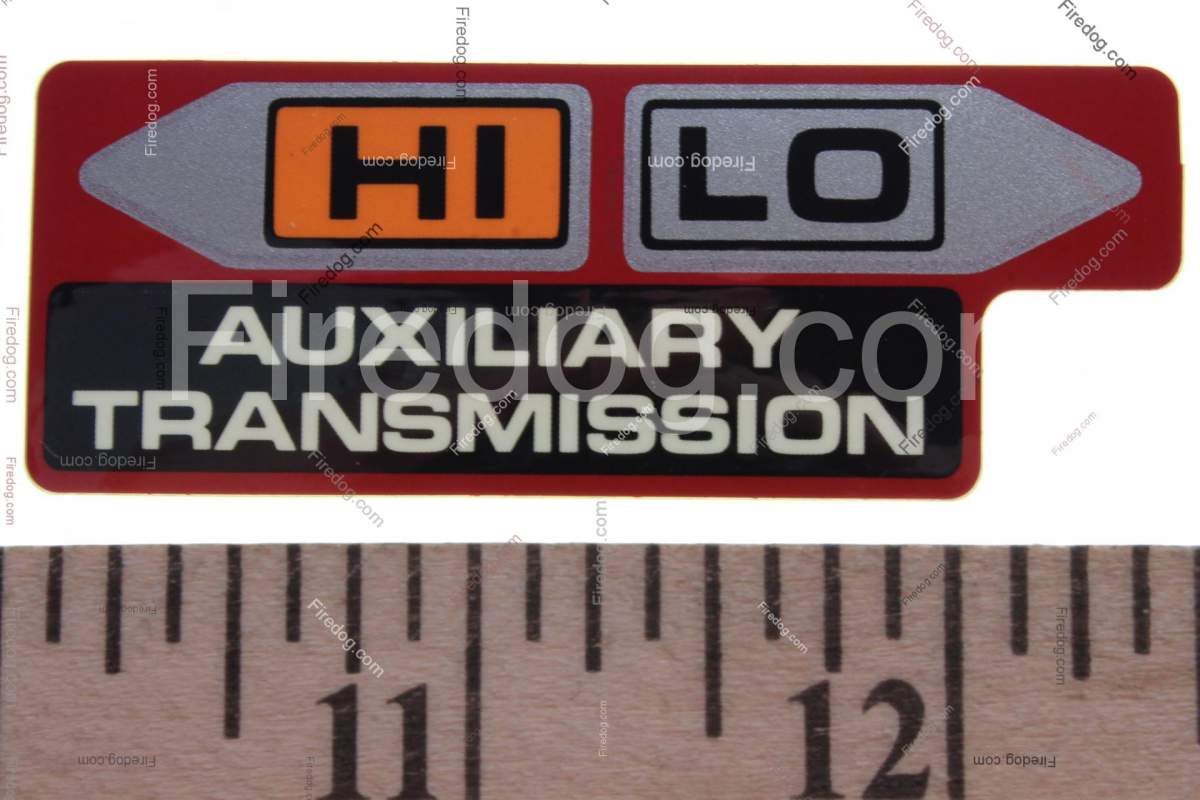 HI LO
AUXILIARY
TRANSMISSION
Firedog.com
11 12